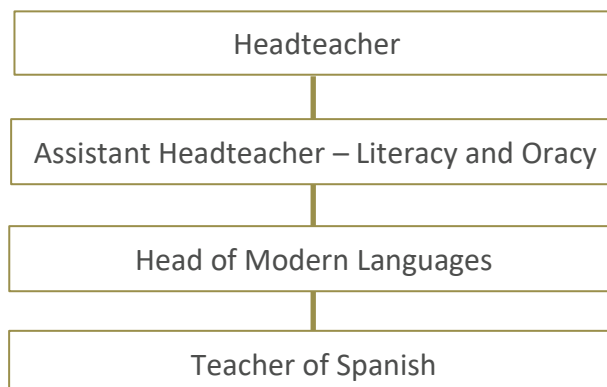 Headteacher
Assistant Headteacher – Literacy and Oracy
Head of Modern Languages
Teacher of Spanish